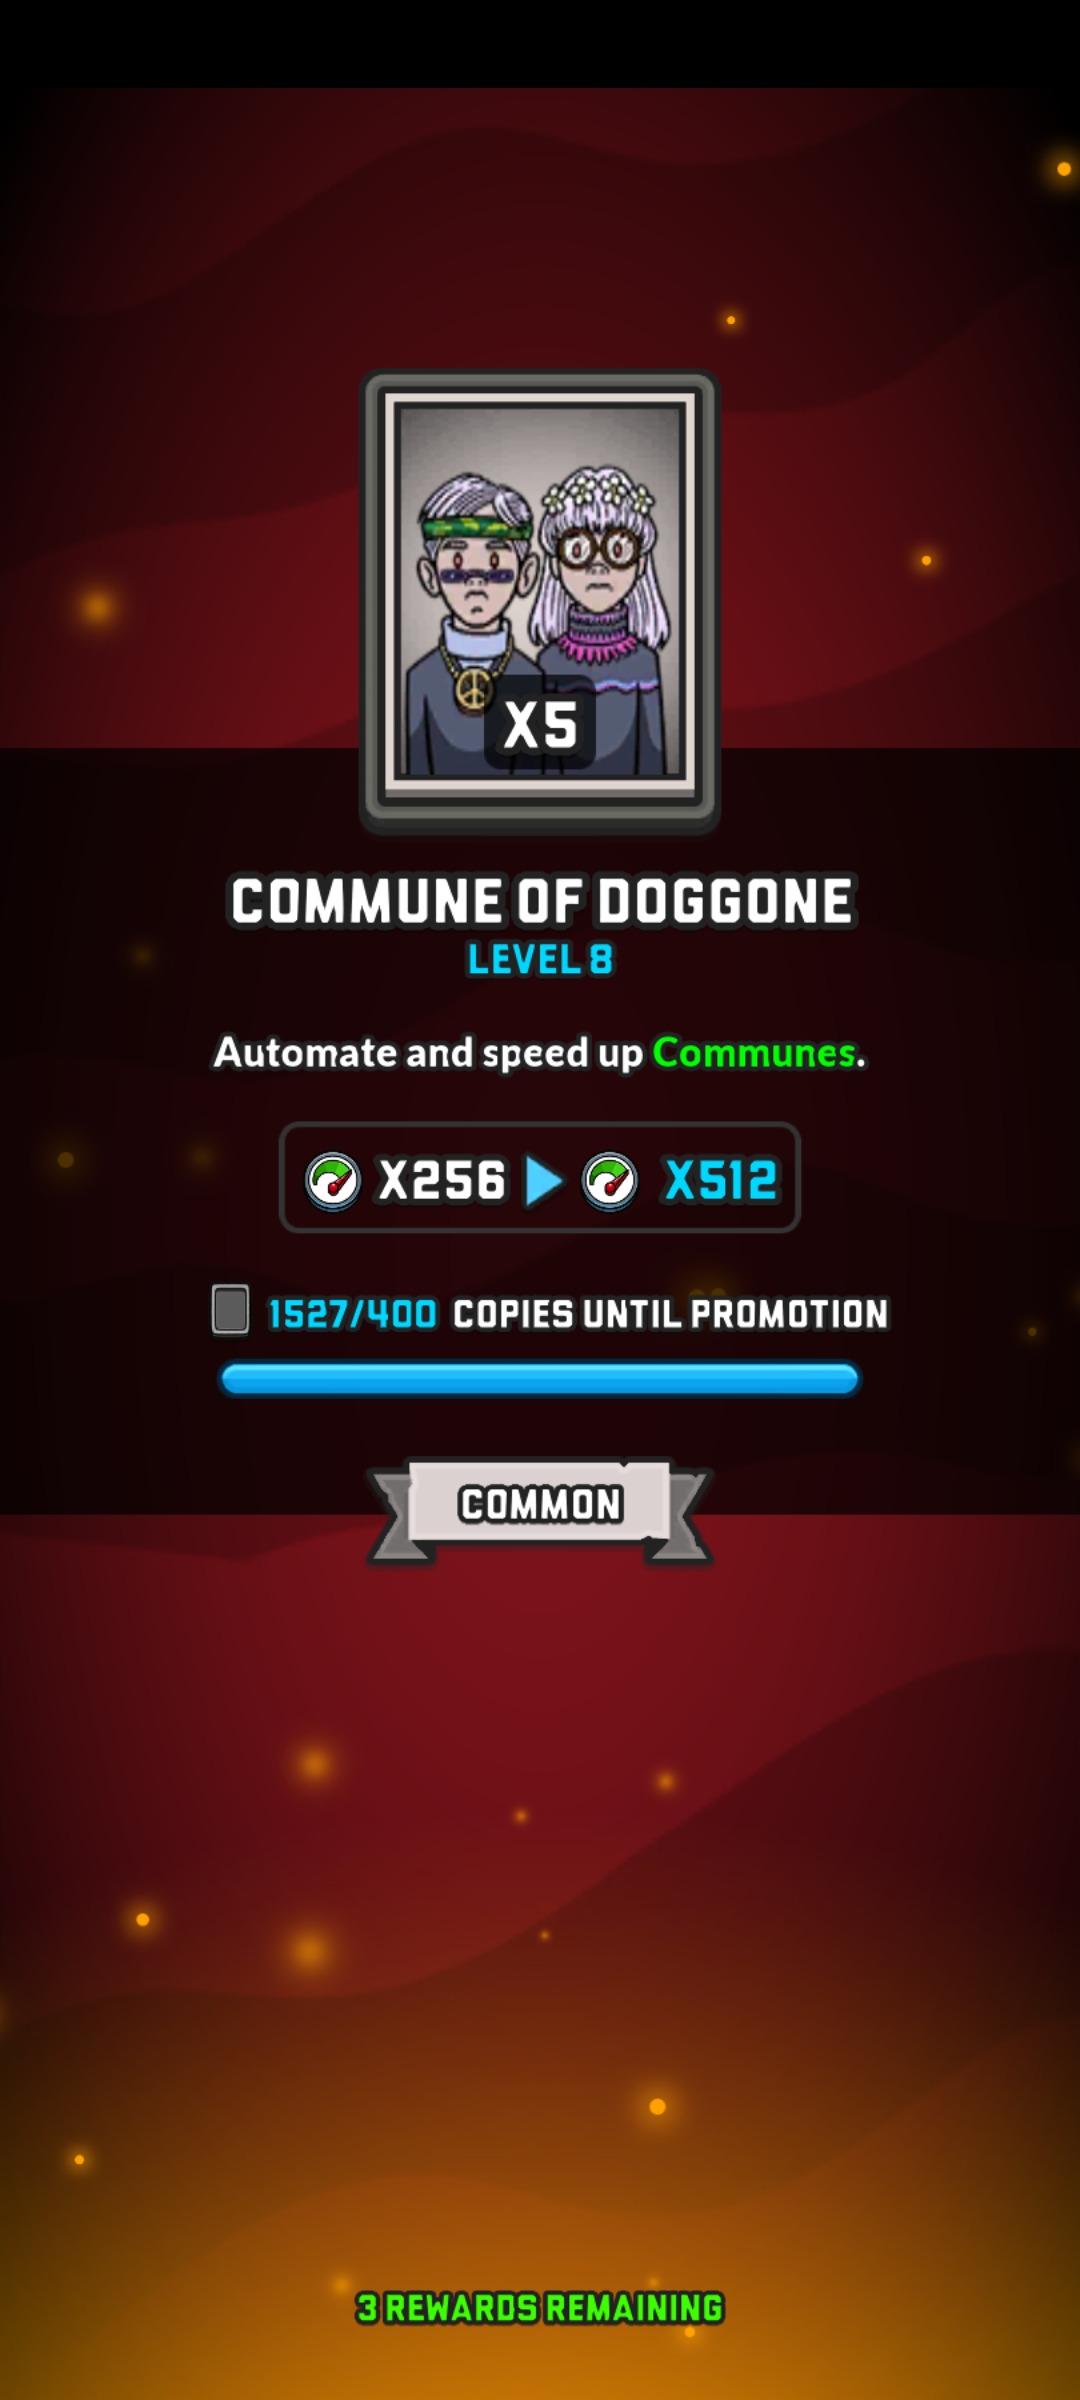 X5
COMMUNE OF DOGGONE
LEVEL 8
Automate and speed up Communes.
X256 X512
1527/400 COPIES UNTIL PROMOTION
COMMON
3 REWARDS REMAINING